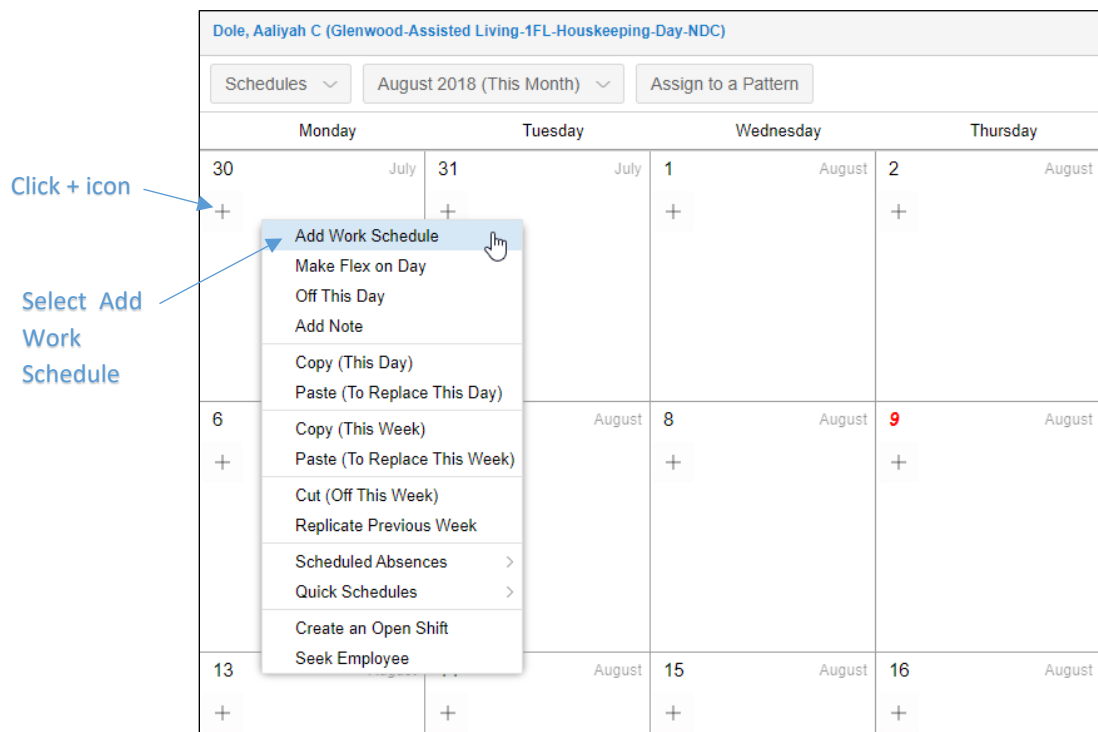 Dole, Aaliyah C (Glenwood-Assisted Living-1FL-Houskeeping-Day-NDC)
Schedules August 2018 (This Month) Assign to a Pattern
Monday Tuesday Wednesday Thursday
30 July 31 July 1 August 2 August
Click + icon
+ + + +
Add Work Schedule
Make Flex on Day
Off This Day
Add Note
Copy (This Day)
Paste (To Replace This Day)
Copy (This Week)
Paste (To Replace This Week)
Cut (Off This Week)
Replicate Previous Week
Scheduled Absences
Quick Schedules
Create an Open Shift
Seek Employee
Select Add
Work
Schedule
6 August 8 August 9 August
+ + +
13 August 15 August 16 August
+ + + +